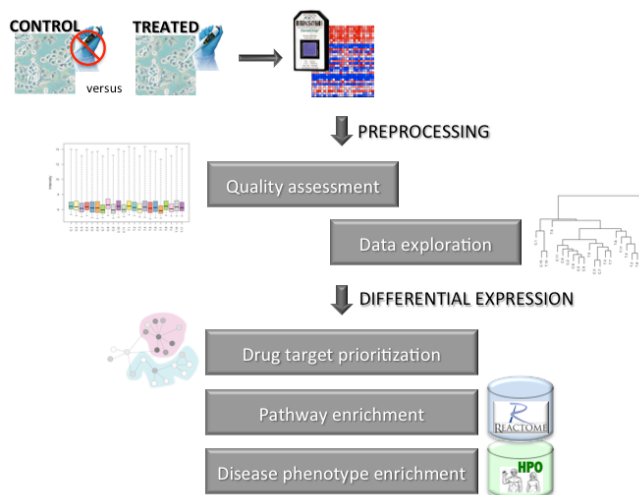 CONTROL
TREATED
versus
PREPROCESSING
Quality assessment
Data exploration
DIFFERENTIAL EXPRESSION
Drug target prioritization
Pathway enrichment
REACTOME
Disease phenotype enrichment
HPO